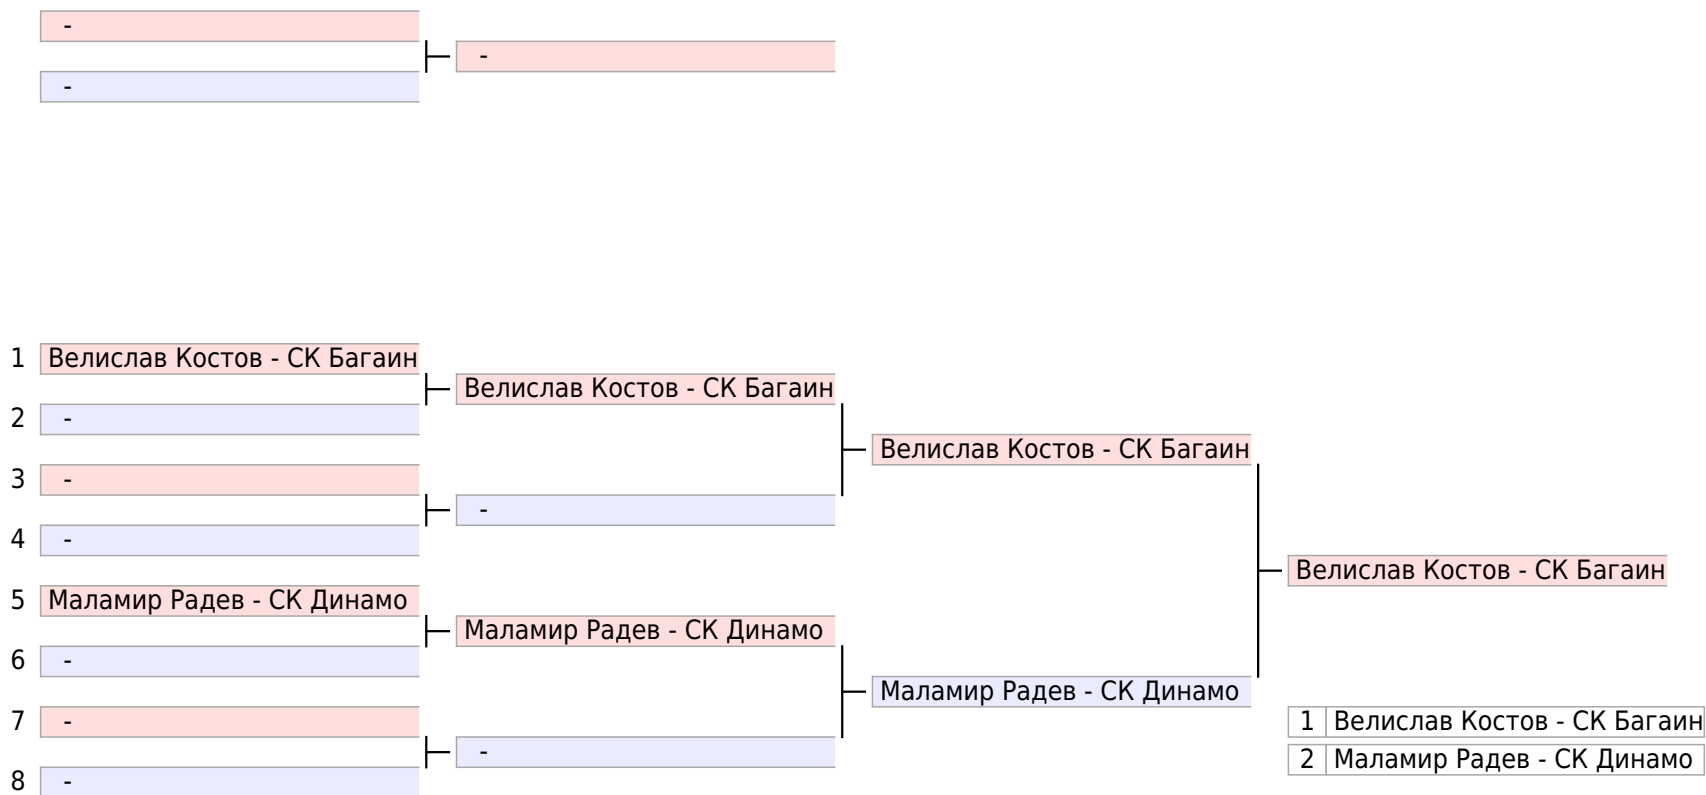 -
-
-
1 Велислав Костов - СК Багаин
Велислав Костов - СК Багаин
2 -
Велислав Костов - СК Багаин
3 -
-
4 -
Велислав Костов - СК Багаин
5 Маламир Радев - СК Динамо
Маламир Радев - СК Динамо
6 -
Маламир Радев - СК Динамо
7 -
1 Велислав Костов - СК Багаин
-
2 Маламир Радев - СК Динамо
8 -